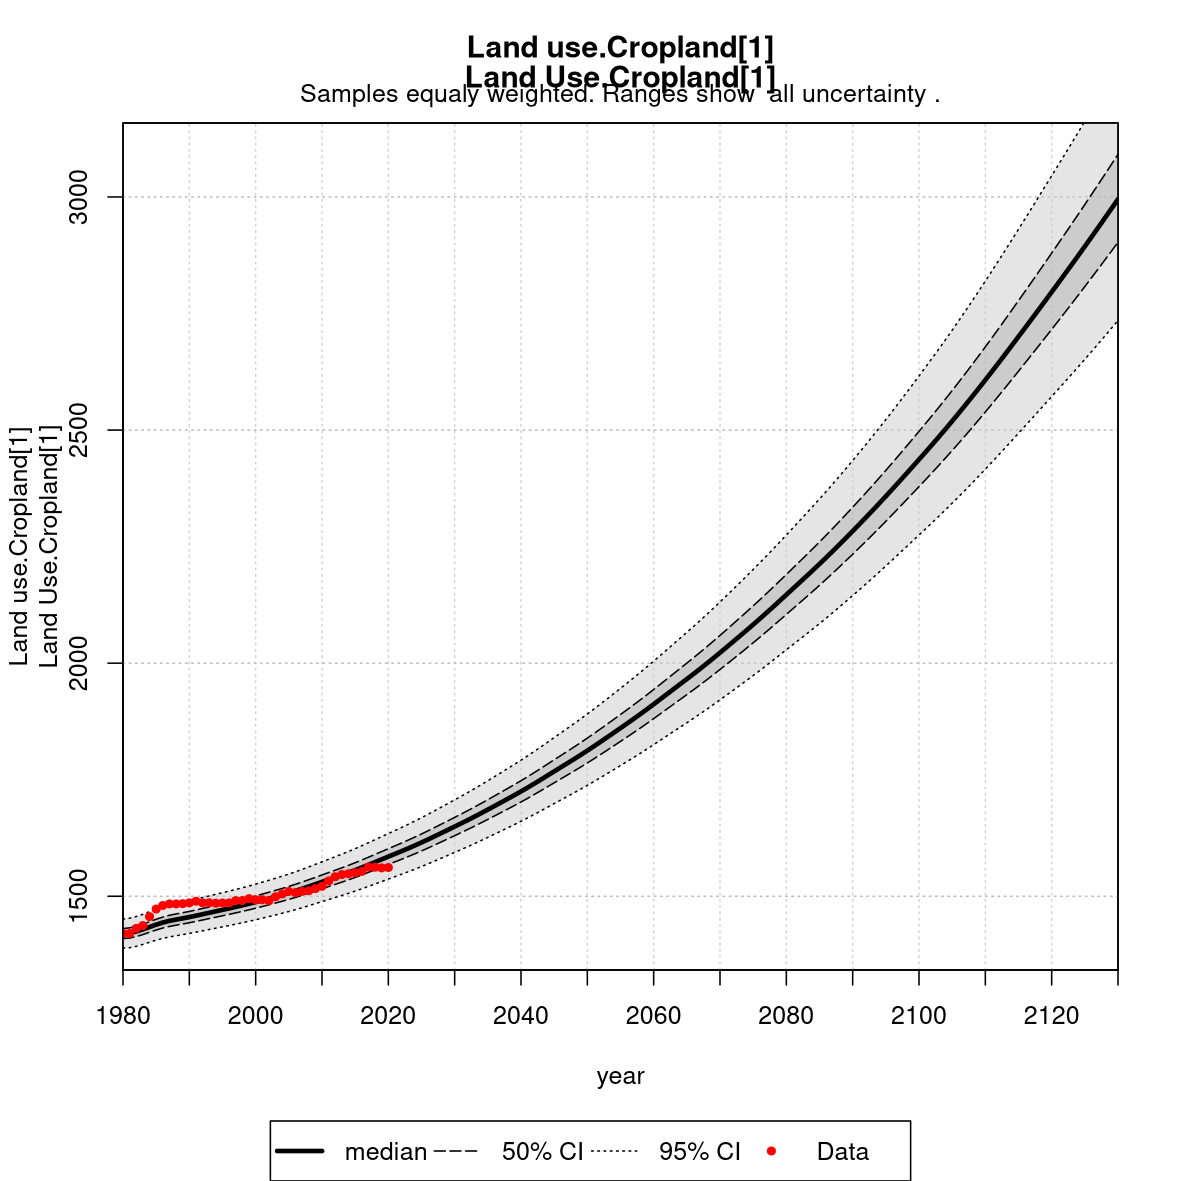 Land use.Cropland[1]
Land Use.Cropland[1]
Samples equaly weighted. Ranges show  all uncertainty .
Land use.Cropland[1]
Land Use.Cropland[1]
3000
2500
2000
1500
1980 2000 2020 2040 2060 2080 2100 2120
year
median 50% CI 95% CI Data